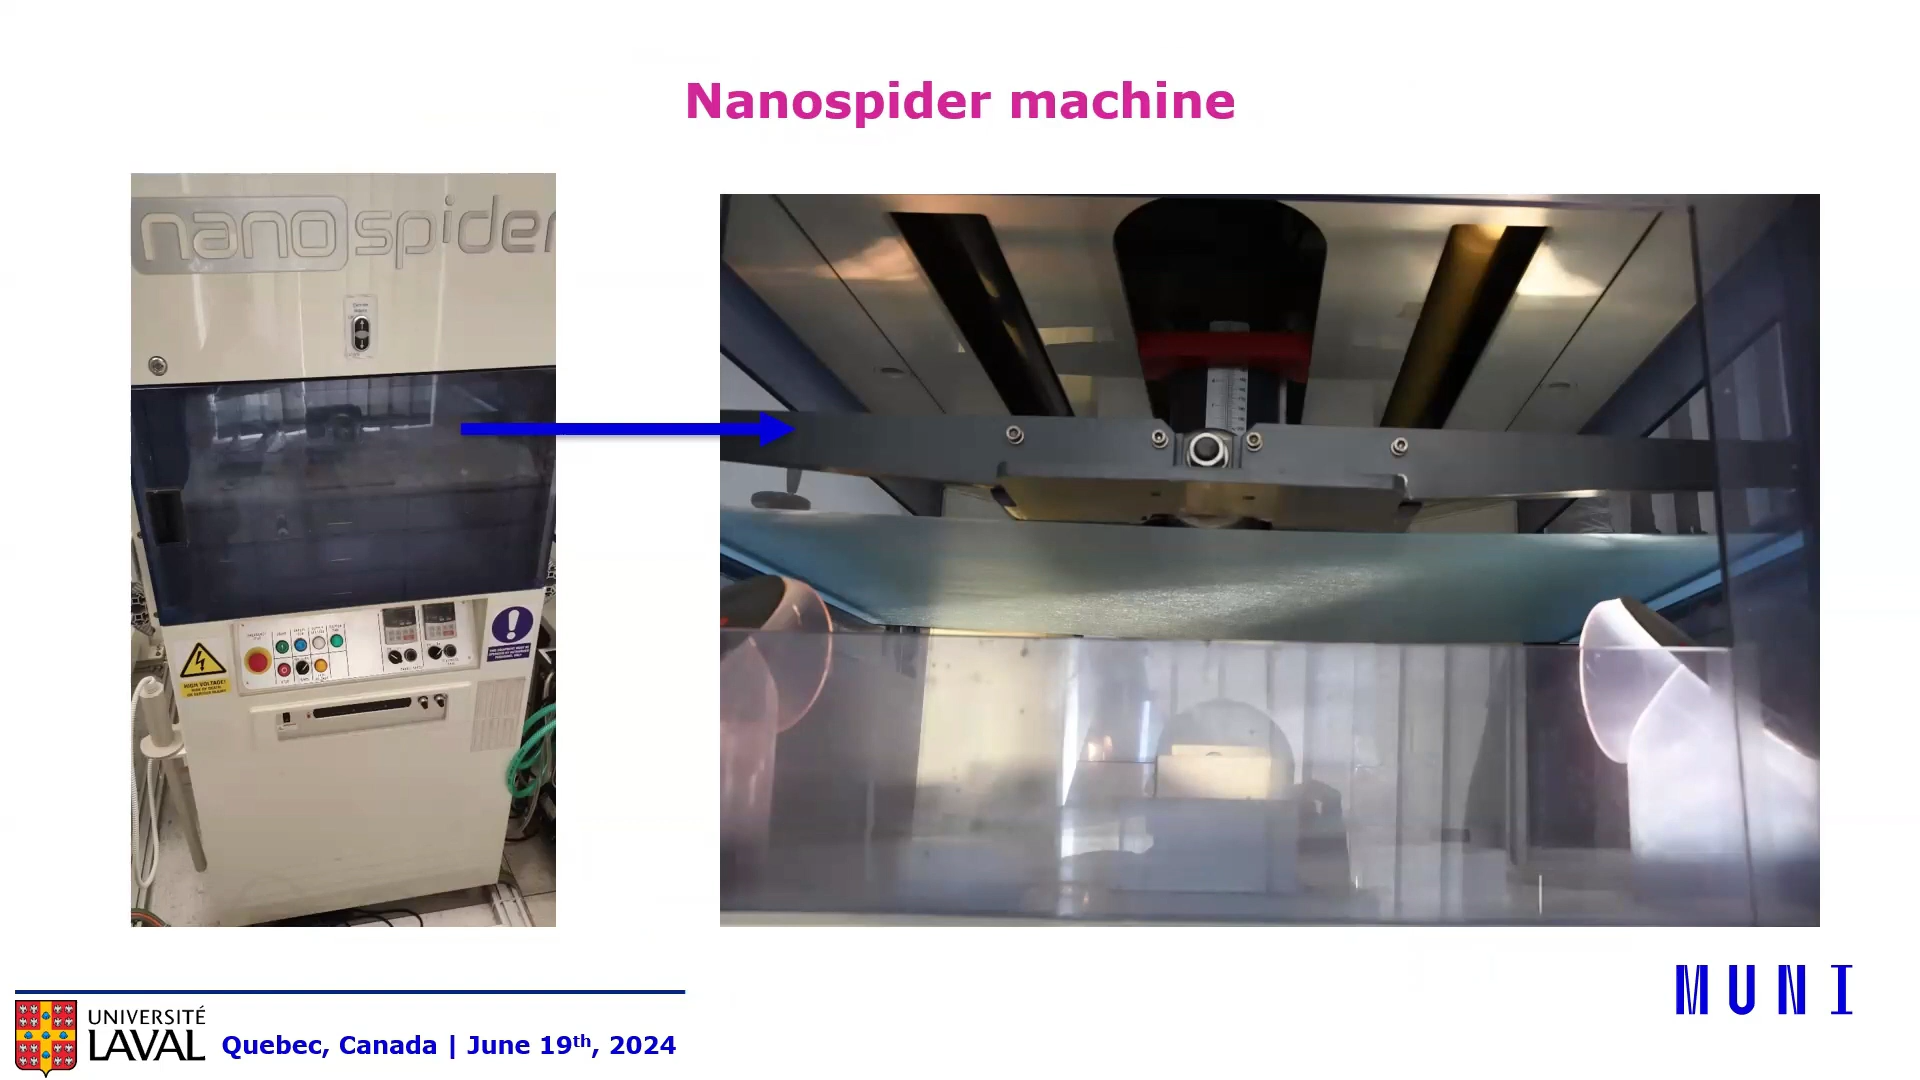 Nanospider machine
nanospider
HIGH VOLTAGE!
UNIVERSITÉ
LAVAL
Quebec, Canada | June 19th, 2024
MUNI